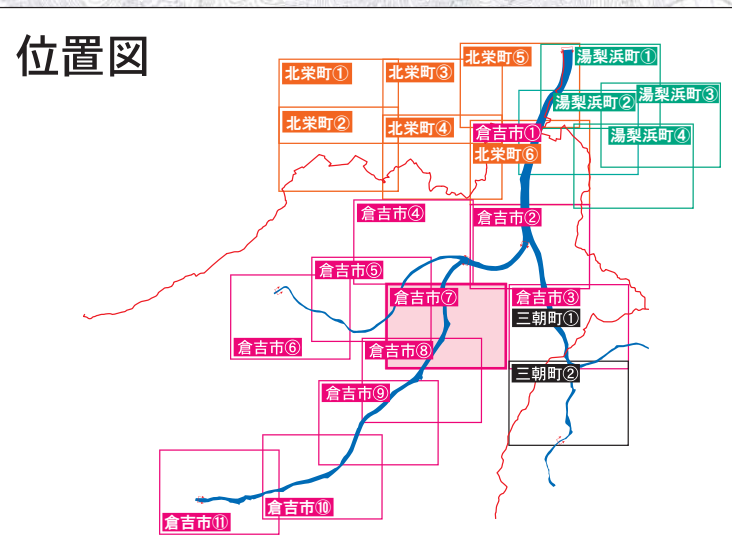 位置図
北栄町①
北栄町③
北栄町⑤
湯梨浜町①
湯梨浜町②
湯梨浜町③
北栄町②
北栄町④
倉吉市①
湯梨浜町④
北栄町⑥
倉吉市④
倉吉市②
倉吉市⑤
倉吉市⑦
倉吉市③
三朝町①
倉吉市⑥
倉吉市⑧
三朝町②
倉吉市⑨
倉吉市⑩
倉吉市⑪